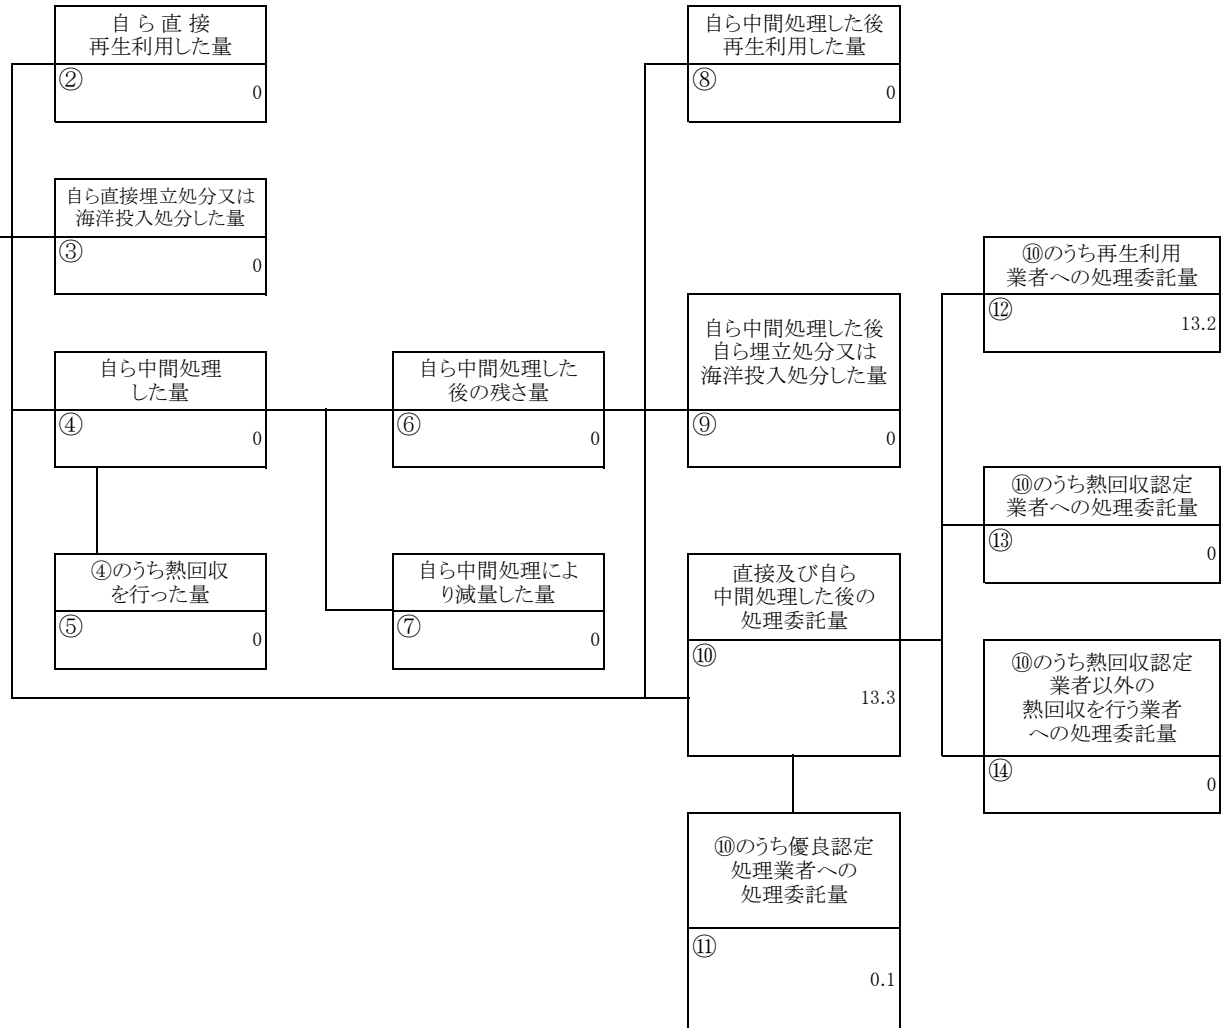 自ら直接
再生利用した量
②
0
自ら直接埋立処分又は
海洋投入処分した量
③
0
自ら中間処理
した量
④
0
④のうち熱回収
を行った量
⑤
0
自ら中間処理した
後の残さ量
⑥
0
自ら中間処理によ
り減量した量
⑦
0
自ら中間処理した後
再生利用した量
⑧
0
自ら中間処理した後
自ら埋立処分又は
海洋投入処分した量
⑨
0
直接及び自ら
中間処理した後の
処理委託量
⑩
13.3
⑩のうち優良認定
処理業者への
処理委託量
⑪
0.1
⑩のうち再生利用
業者への処理委託量
⑫
13.2
⑩のうち熱回収認定
業者への処理委託量
⑬
0
⑩のうち熱回収認定
業者以外の
熱回収を行う業者
への処理委託量
⑭
0